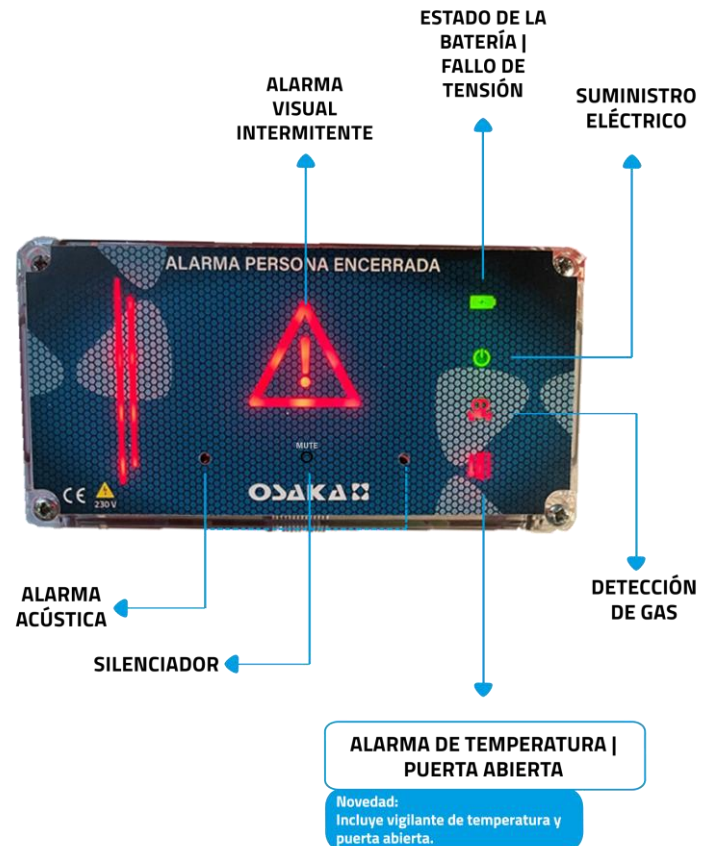 ESTADO DE LA
BATERÍA |
FALLO DE
TENSIÓN
ALARMA
VISUAL
INTERMITENTE
SUMINISTRO
ELÉCTRICO
ALARMA PERSONA ENCERRADA
MUTE
OSAKA
CE
230 V
ALARMA
ACÚSTICA
DETECCIÓN
DE GAS
SILENCIADOR
ALARMA DE TEMPERATURA |
PUERTA ABIERTA
Novedad:
Incluye vigilante de temperatura y
puerta abierta.